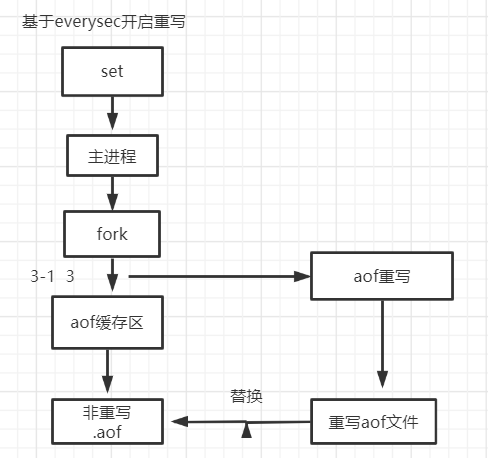 基于everysec开启重写
set
主进程
fork
3-1 3
aof重写
aof缓存区
替换
非重写
.aof
重写aof文件